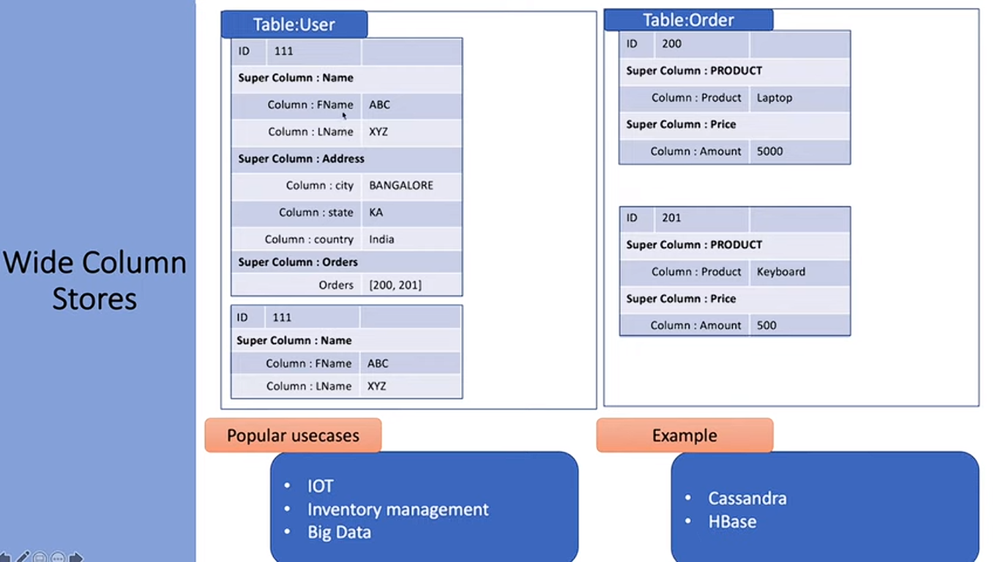 Wide Column
Stores
Table:User
ID 111
Super Column : Name
Column : FName ABC
Column : LName XYZ
Super Column : Address
Column : city BANGALORE
Column : state KA
Column : country India
Super Column : Orders
Orders [200, 201]
ID 111
Super Column : Name
Column : FName ABC
Column : LName XYZ
Table:Order
ID 200
Super Column : PRODUCT
Column : Product Laptop
Super Column : Price
Column : Amount 5000
ID 201
Super Column : PRODUCT
Column : Product Keyboard
Super Column : Price
Column : Amount 500
Popular usecases
• IOT
• Inventory management
• Big Data
Example
• Cassandra
• HBase